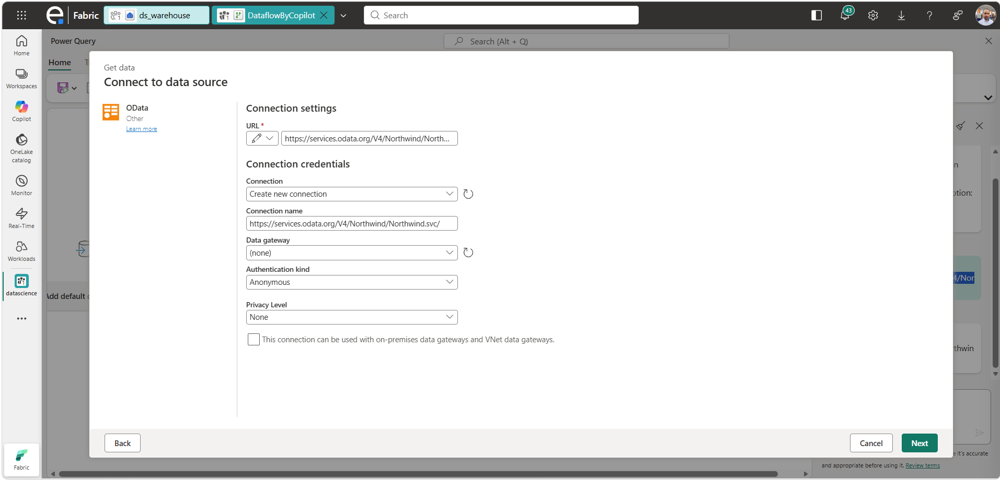 Fabric
ds_warehouse
DataflowByCopilot
Search
43
Home
Workspaces
Copilot
OneLake
catalog
Monitor
Real-Time
Workloads
datascience
Fabric
Power Query
Search (Alt + Q)
Home
Get data
Connect to data source
OData
Other
Learn more
Connection settings
URL *
https://services.odata.org/V4/Northwind/North...
Connection credentials
Connection
Create new connection
Connection name
https://services.odata.org/V4/Northwind/Northwind.svc/
Data gateway
(none)
Authentication kind
Anonymous
Privacy Level
None
This connection can be used with on-premises data gateways and VNet data gateways.
Add default
n
otion:
4/Nor
thwin
Back
Cancel
Next
e it's accurate
and appropriate before using it. Review terms